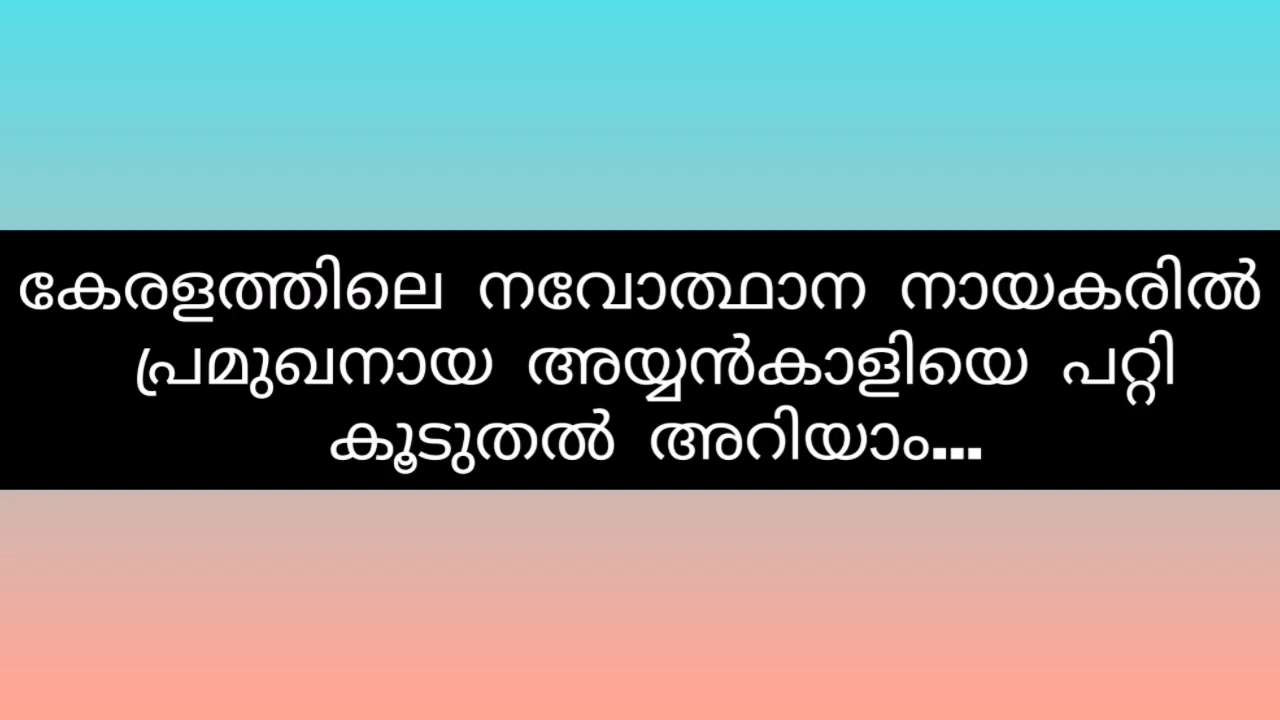 കേരളത്തിലെ നവോത്ഥാന നായകരിൽ
പ്രമുഖനായ അയ്യൻകാളിയെ പറ്റി
കൂടുതൽ അറിയാം...